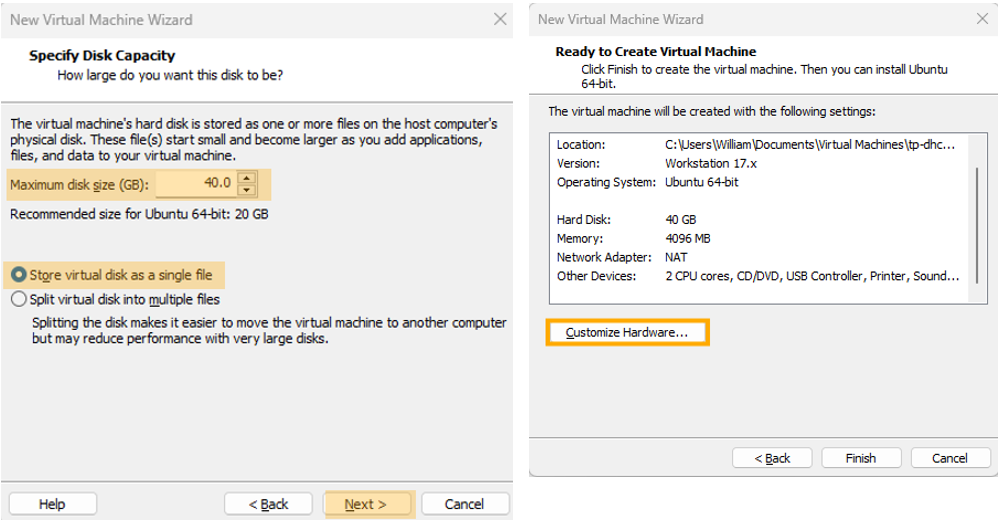 New Virtual Machine Wizard
Specify Disk Capacity
How large do you want this disk to be?
The virtual machine's hard disk is stored as one or more files on the host computer's
physical disk. These file(s) start small and become larger as you add applications,
files, and data to your virtual machine.
Maximum disk size (GB): 40.0
Recommended size for Ubuntu 64-bit: 20 GB
Store virtual disk as a single file
Split virtual disk into multiple files
Splitting the disk makes it easier to move the virtual machine to another computer
but may reduce performance with very large disks.
Help < Back Next > Cancel
New Virtual Machine Wizard
Ready to Create Virtual Machine
Click Finish to create the virtual machine. Then you can install Ubuntu
64-bit.
The virtual machine will be created with the following settings:
Location: C:\Users\William\Documents\Virtual Machines\tp-dhc...
Version: Workstation 17.x
Operating System: Ubuntu 64-bit
Hard Disk: 40 GB
Memory: 4096 MB
Network Adapter: NAT
Other Devices: 2 CPU cores, CD/DVD, USB Controller, Printer, Sound...
Customize Hardware...
< Back Finish Cancel